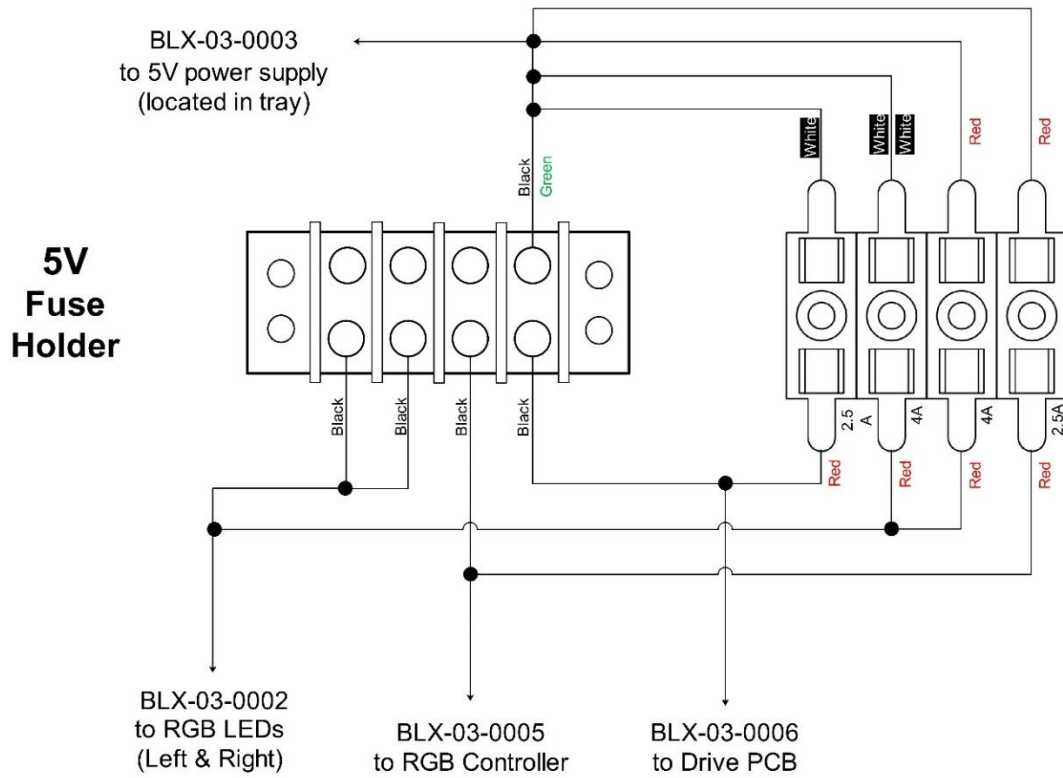 BLX-03-0003
to 5V power supply
(located in tray)
White
White
White
Red
Red
Black
Green
5V
Fuse
Holder
Black
Black
Black
Black
2.5
A
4A
4A
2.5A
Red
Red
Red
Red
BLX-03-0002
to RGB LEDs
(Left & Right)
BLX-03-0005
to RGB Controller
BLX-03-0006
to Drive PCB